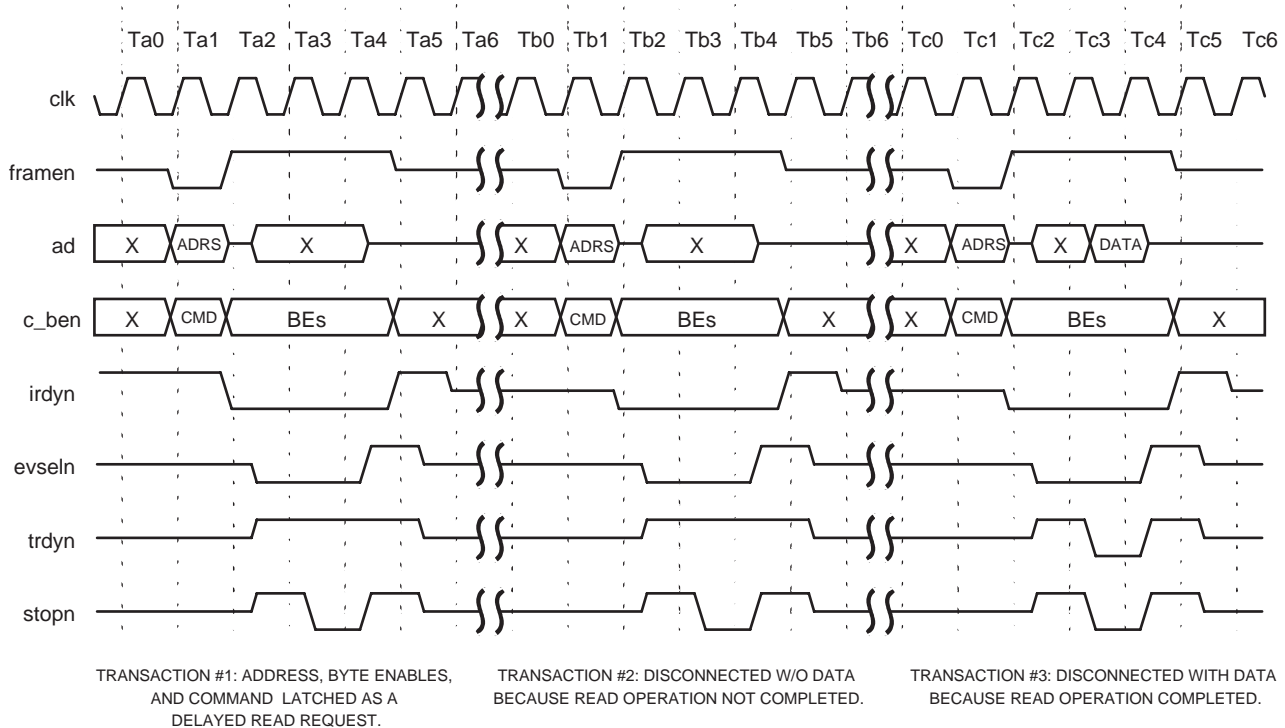 Ta0 Ta1 Ta2 Ta3 Ta4 Ta5 Ta6 Tb0 Tb1 Tb2 Tb3 Tb4 Tb5 Tb6 Tc0 Tc1 Tc2 Tc3 Tc4 Tc5 Tc6
clk
framen
ad X ADRS X X ADRS X X ADRS X DATA
c_ben X CMD BEs X X CMD BEs X X CMD BEs X
irdyn
evseln
trdyn
stopn
TRANSACTION #1: ADDRESS, BYTE ENABLES,
AND COMMAND LATCHED AS A
DELAYED READ REQUEST.
TRANSACTION #2: DISCONNECTED W/O DATA
BECAUSE READ OPERATION NOT COMPLETED.
TRANSACTION #3: DISCONNECTED WITH DATA
BECAUSE READ OPERATION COMPLETED.